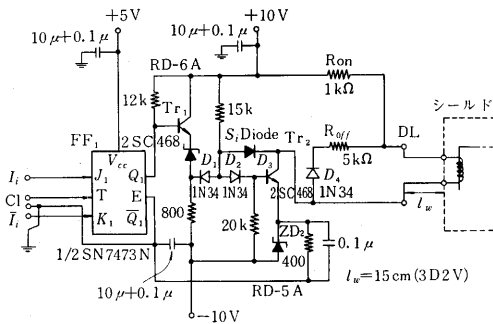 +5V
+10V
10μ+0.1μ
10μ+0.1μ
RD-6A
Ron
1kΩ
シールド
12k
Tr₁
15k
Si Diode
Tr₂
Roff
5kΩ
DL
FF₁
2SC468
D₁
D₂
D₃
D₄
1N34
1N34
2SC468
1N34
Vcc
Ii
J₁
Q₁
Cl
T
E
Īi
K₁
Q̄₁
800
20k
ZD₂
400
0.1μ
lw
1/2 SN7473N
10μ+0.1μ
RD-5A
lw=15cm(3D2V)
-10V